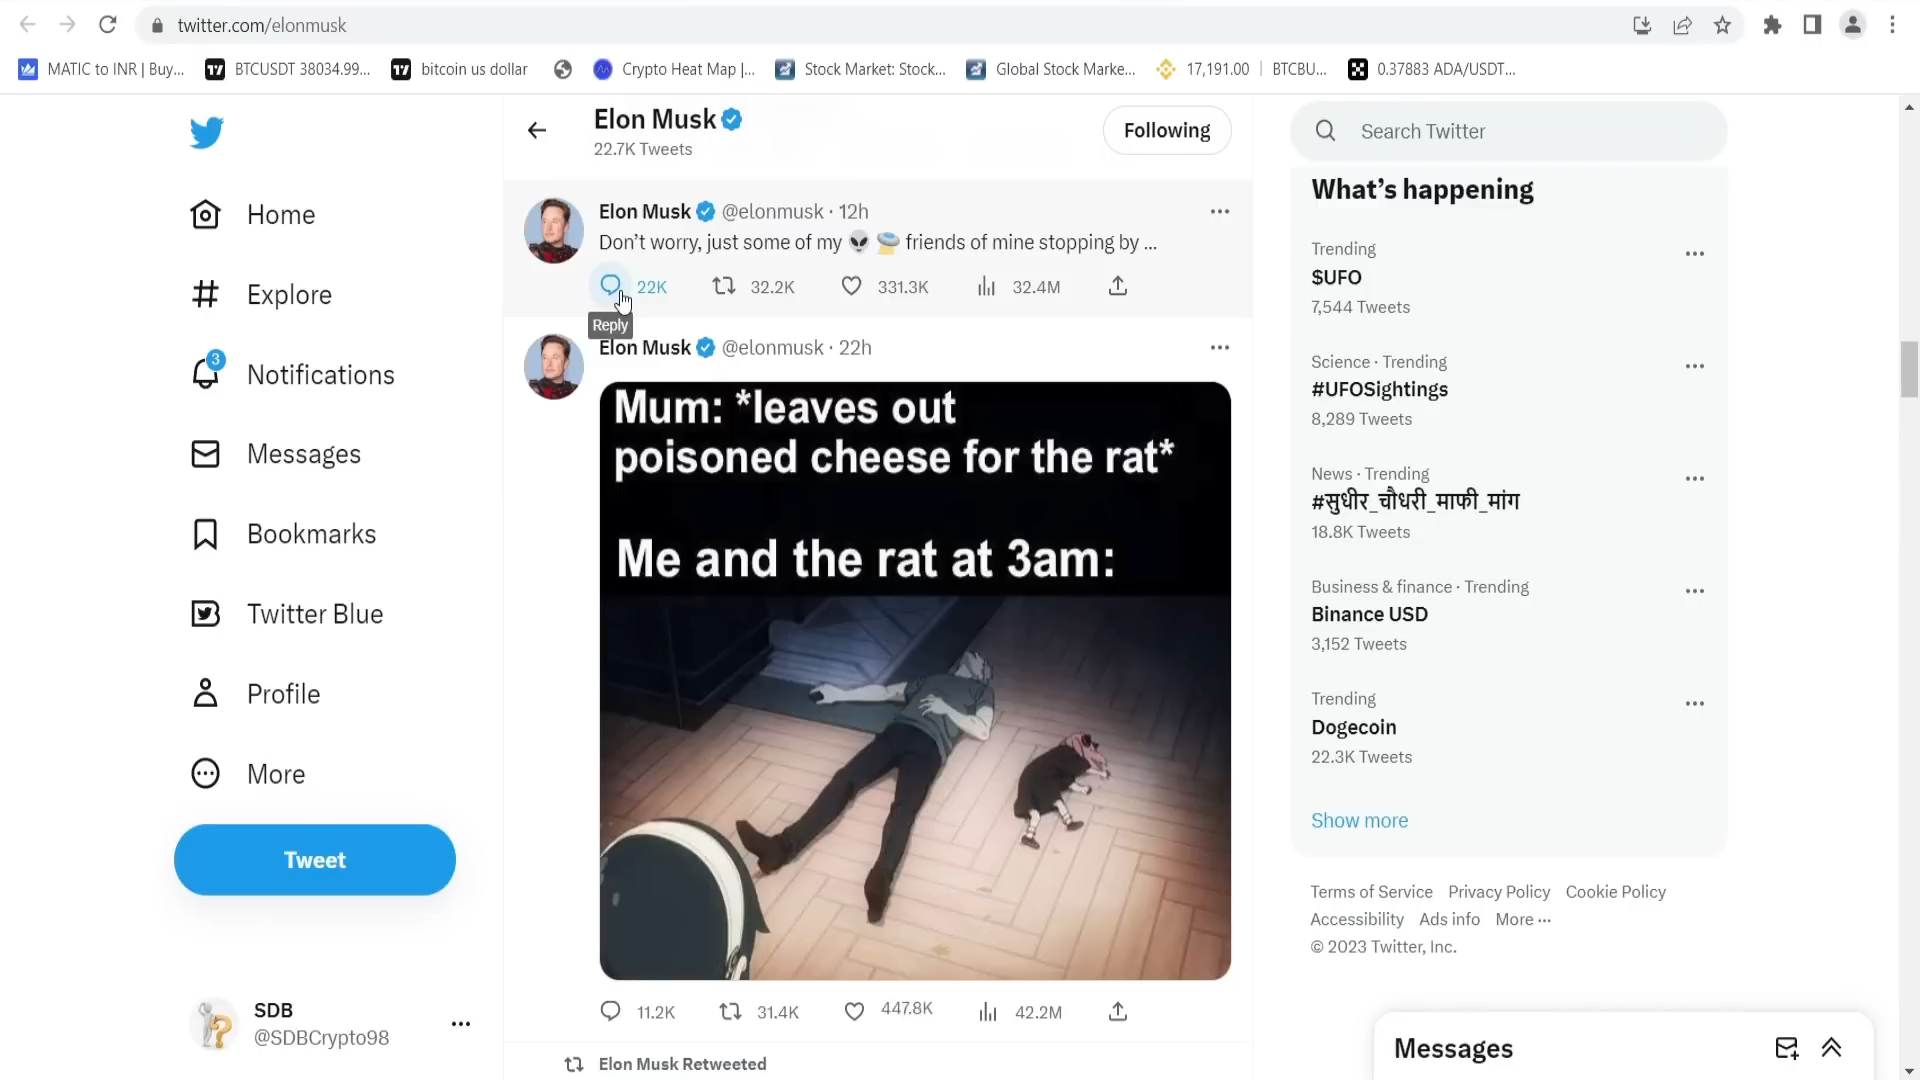 twitter.com/elonmusk
MATIC to INR | Buy...
BTCUSDT 38034.99...
bitcoin us dollar
Crypto Heat Map |...
Stock Market: Stock...
Global Stock Marke...
17,191.00 | BTCBU...
0.37883 ADA/USDT...
Home
Explore
3
Notifications
Messages
Bookmarks
Twitter Blue
Profile
More
Tweet
SDB
@SDBCrypto98
Elon Musk
22.7K Tweets
Following
Elon Musk @elonmusk · 12h
Don’t worry, just some of my 👽 🛸 friends of mine stopping by ...
22K 32.2K 331.3K 32.4M
Reply
Elon Musk @elonmusk · 22h
Mum: *leaves out
poisoned cheese for the rat*
Me and the rat at 3am:
11.2K 31.4K 447.8K 42.2M
Elon Musk Retweeted
Search Twitter
What’s happening
Trending
$UFO
7,544 Tweets
Science · Trending
#UFOSightings
8,289 Tweets
News · Trending
#सुधीर_चौधरी_माफी_मांग
18.8K Tweets
Business & finance · Trending
Binance USD
3,152 Tweets
Trending
Dogecoin
22.3K Tweets
Show more
Terms of Service Privacy Policy Cookie Policy
Accessibility Ads info More ···
© 2023 Twitter, Inc.
Messages